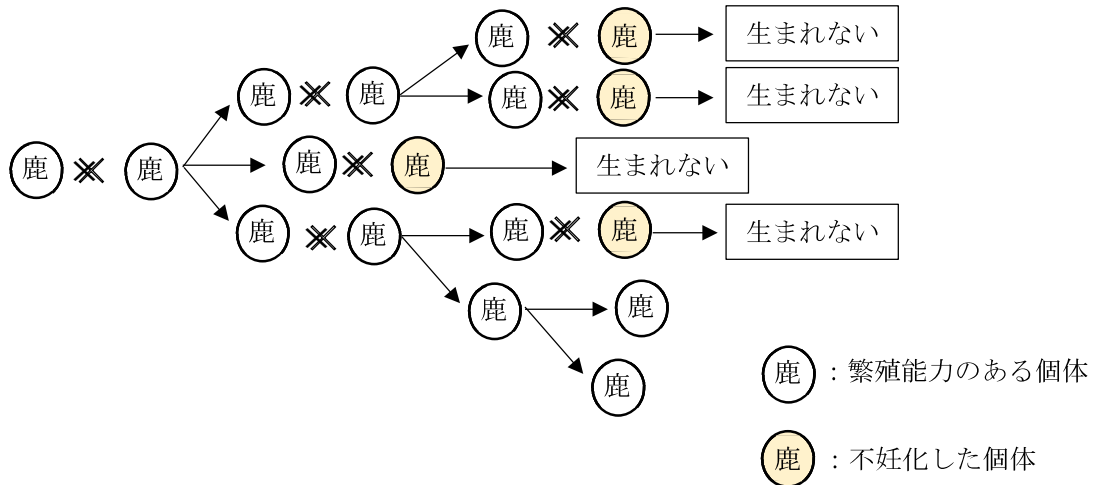 鹿 鹿 生まれない
鹿 鹿
鹿 鹿 生まれない
鹿 鹿
鹿 鹿 生まれない
鹿 鹿 鹿 鹿 生まれない
鹿 鹿
鹿
鹿 ：繁殖能力のある個体
鹿 ：不妊化した個体